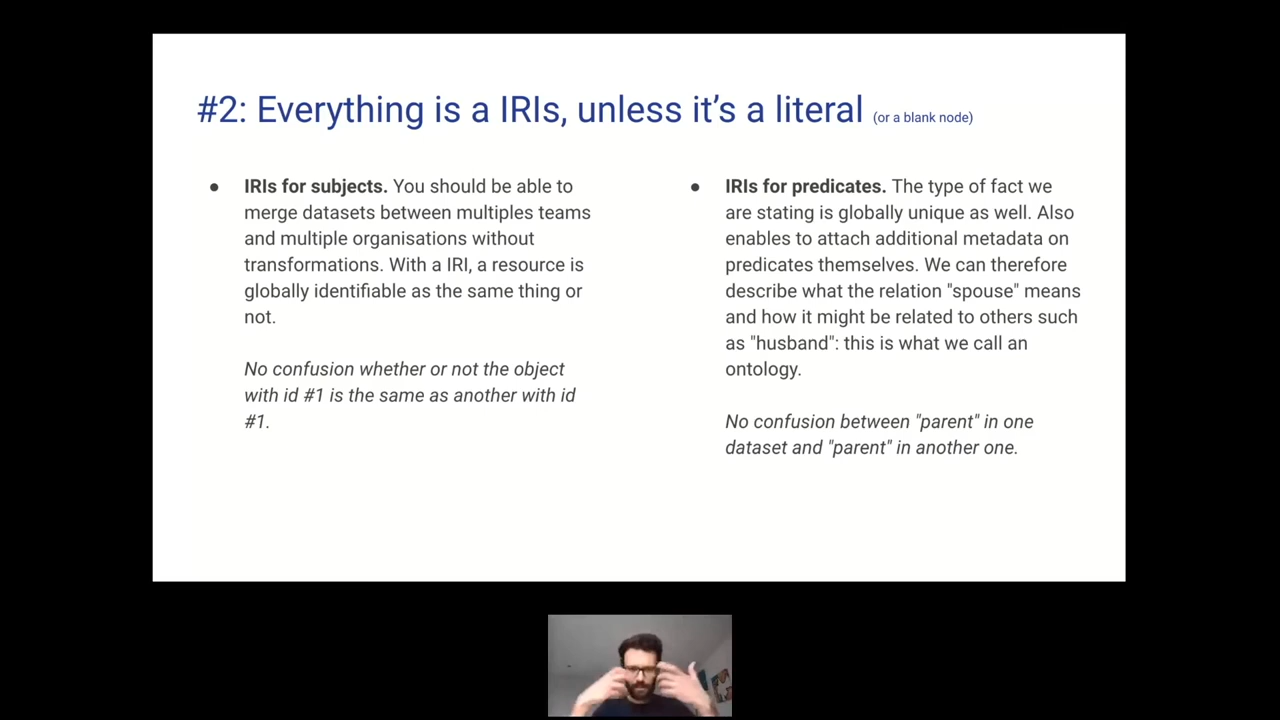 #2: Everything is a IRIs, unless it's a literal (or a blank node)
● IRIs for subjects. You should be able to
merge datasets between multiples teams
and multiple organisations without
transformations. With a IRI, a resource is
globally identifiable as the same thing or
not.
No confusion whether or not the object
with id #1 is the same as another with id
#1.
● IRIs for predicates. The type of fact we
are stating is globally unique as well. Also
enables to attach additional metadata on
predicates themselves. We can therefore
describe what the relation "spouse" means
and how it might be related to others such
as "husband": this is what we call an
ontology.
No confusion between "parent" in one
dataset and "parent" in another one.